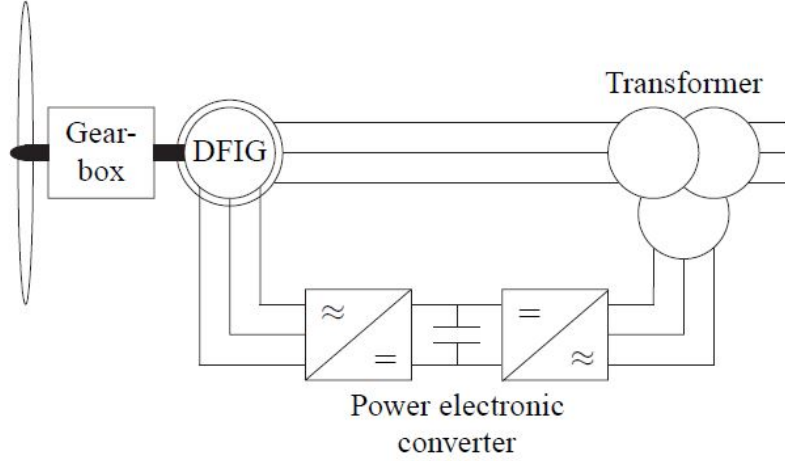 Transformer
Gear-
box
DFIG
≈
=
=
≈
Power electronic
converter